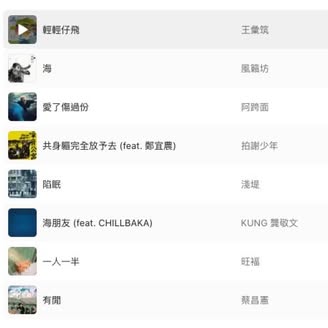 輕輕仔飛 王彙筑
海 風籟坊
愛了傷過份 阿跨面
共身軀完全放予去 (feat. 鄭宜農) 拍謝少年
陷眠 淺堤
海朋友 (feat. CHILLBAKA) KUNG 龔敬文
一人一半 旺福
有閒 蔡昌憲